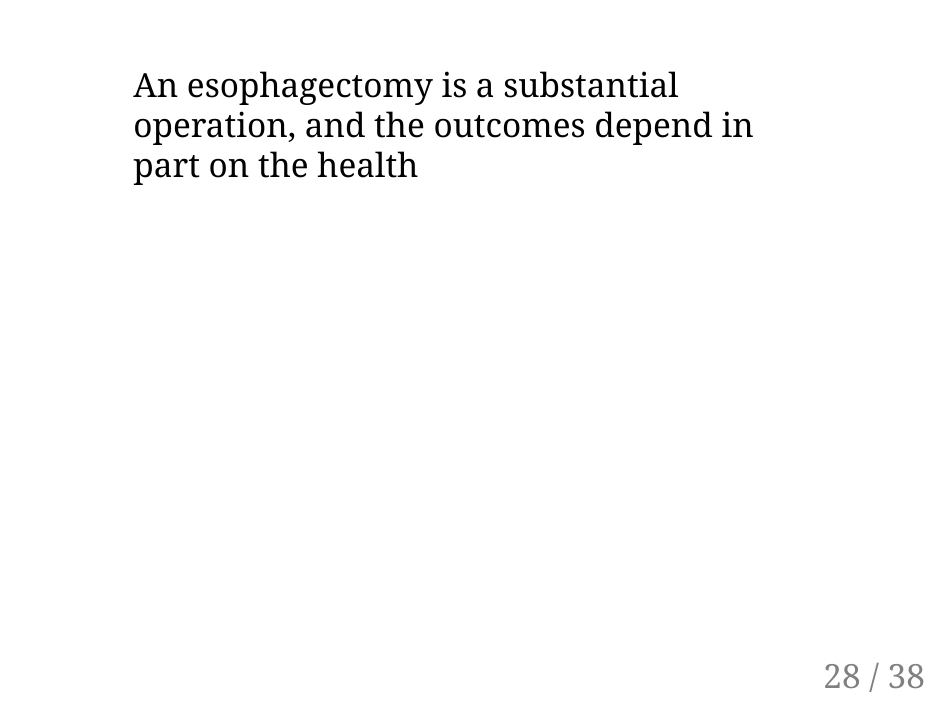 An esophagectomy is a substantial
operation, and the outcomes depend in
part on the health
28 / 38